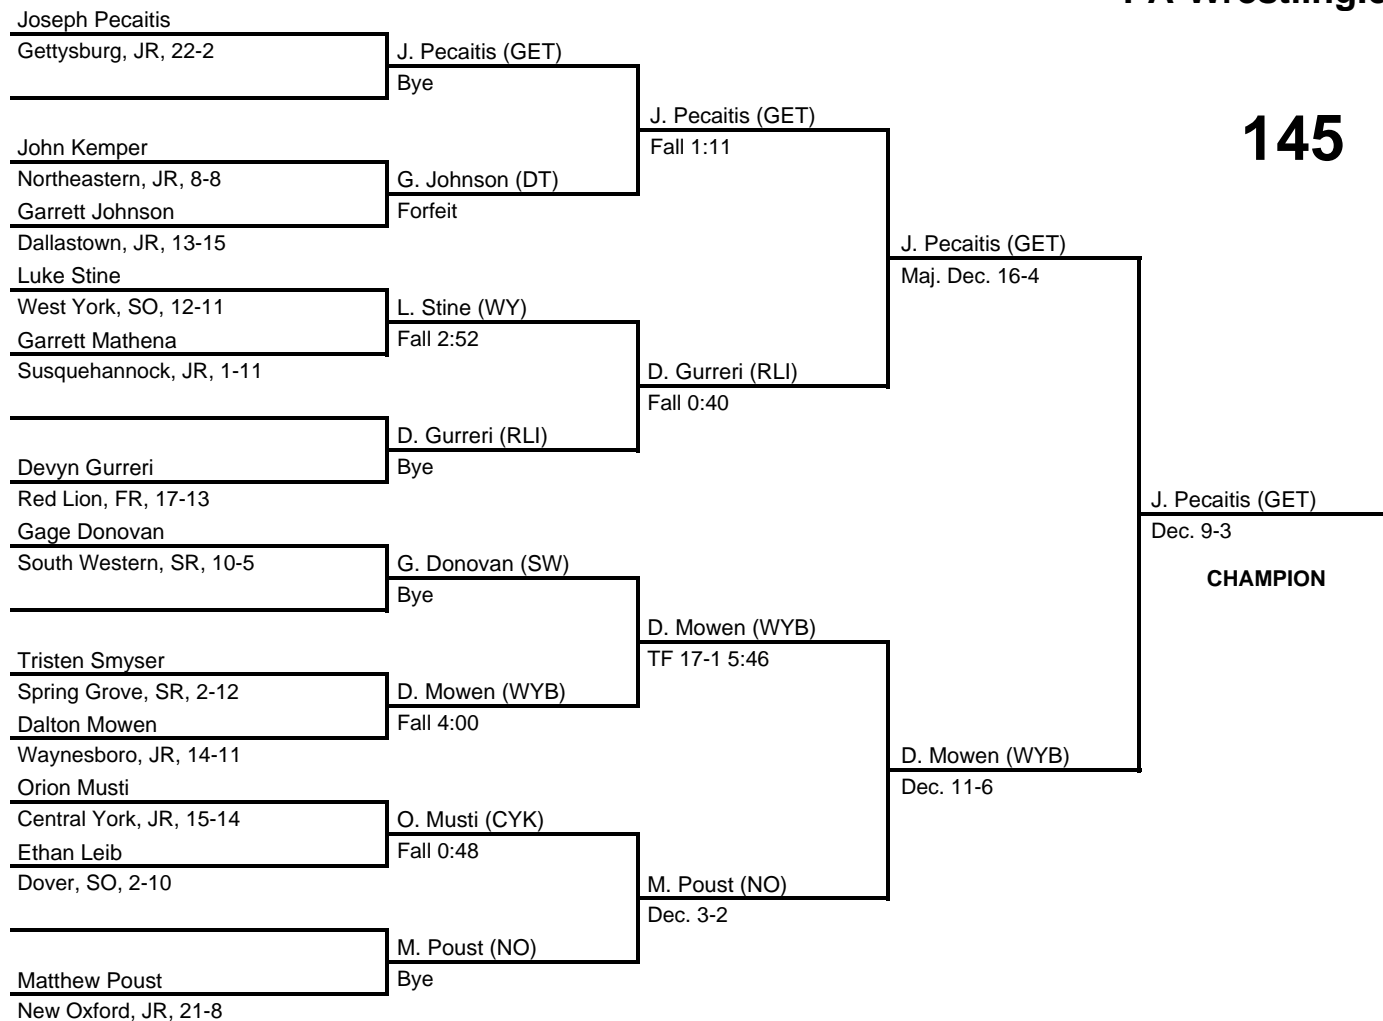 Joseph Pecaitis
Gettysburg, JR, 22-2
John Kemper
Northeastern, JR, 8-8
Garrett Johnson
Dallastown, JR, 13-15
Luke Stine
West York, SO, 12-11
Garrett Mathena
Susquehannock, JR, 1-11
Devyn Gurreri
Red Lion, FR, 17-13
Gage Donovan
South Western, SR, 10-5
Tristen Smyser
Spring Grove, SR, 2-12
Dalton Mowen
Waynesboro, JR, 14-11
Orion Musti
Central York, JR, 15-14
Ethan Leib
Dover, SO, 2-10
Matthew Poust
New Oxford, JR, 21-8
J. Pecaitis (GET)
Bye
G. Johnson (DT)
Forfeit
L. Stine (WY)
Fall 2:52
D. Gurreri (RLI)
Bye
G. Donovan (SW)
Bye
D. Mowen (WYB)
Fall 4:00
O. Musti (CYK)
Fall 0:48
M. Poust (NO)
Bye
J. Pecaitis (GET)
Fall 1:11
D. Gurreri (RLI)
Fall 0:40
D. Mowen (WYB)
TF 17-1 5:46
M. Poust (NO)
Dec. 3-2
J. Pecaitis (GET)
Maj. Dec. 16-4
D. Mowen (WYB)
Dec. 11-6
145
J. Pecaitis (GET)
Dec. 9-3
CHAMPION